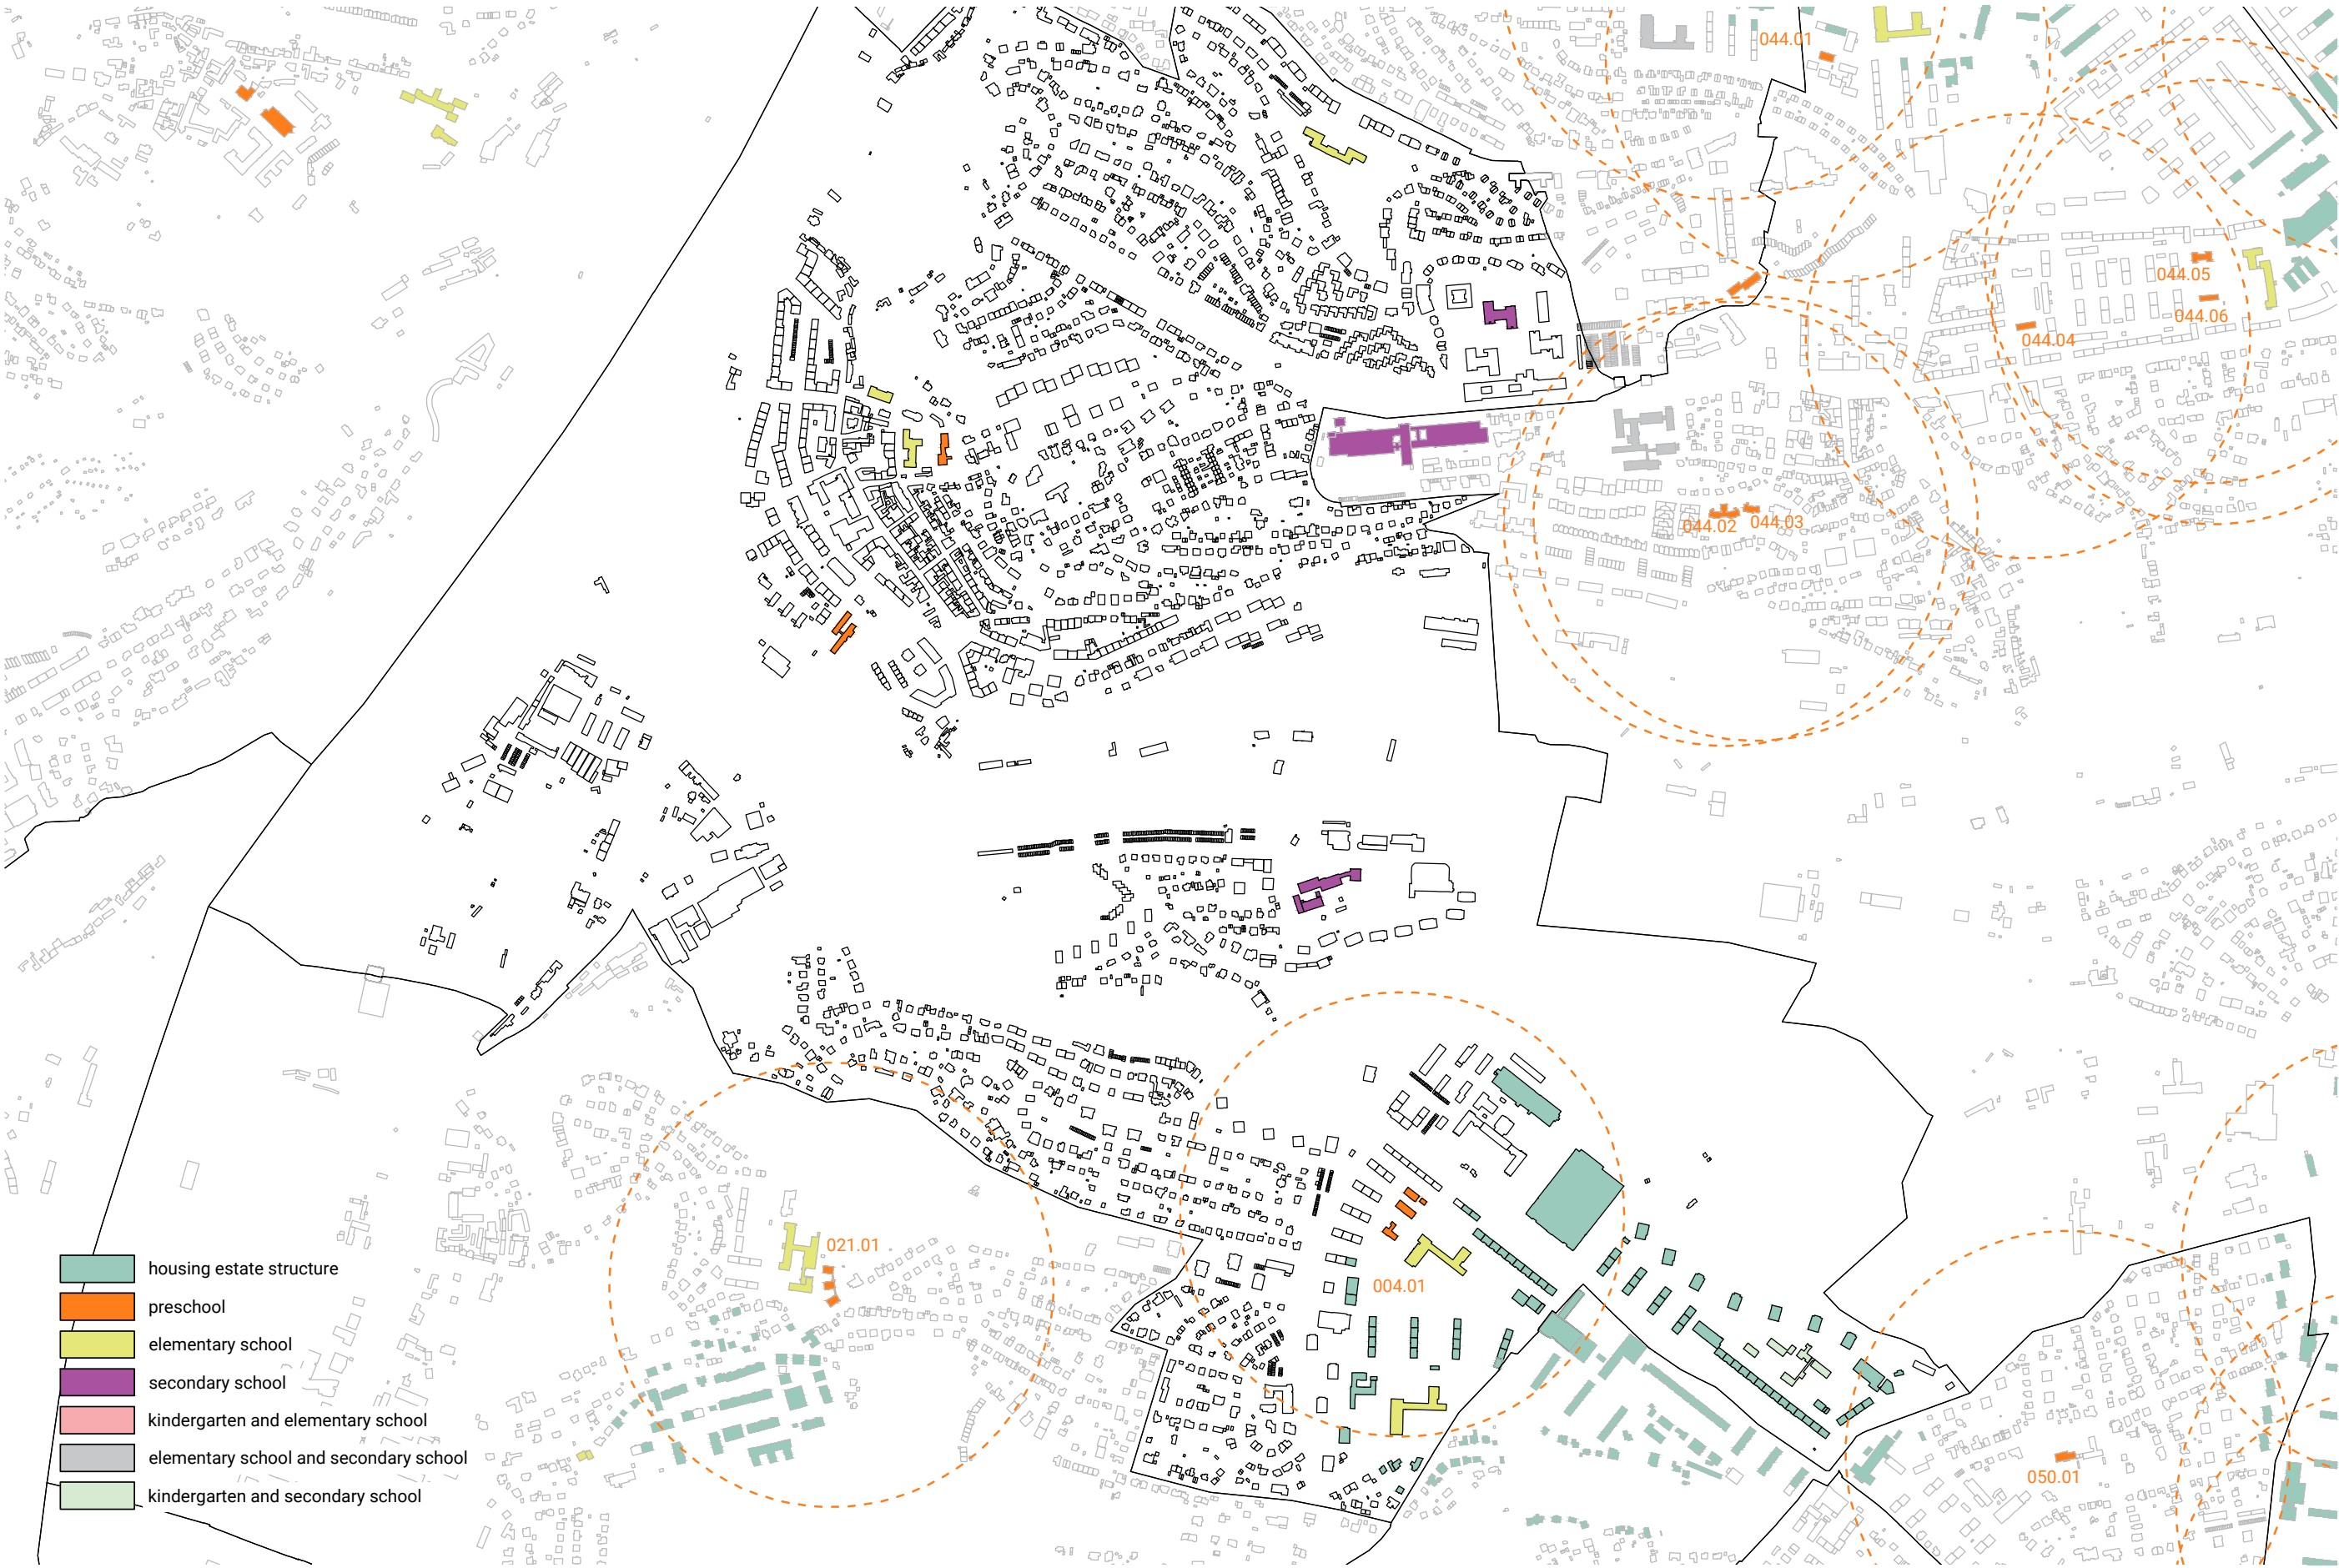 044.01
044.05
044.06
044.04
044.02
044.03
021.01
004.01
050.01
housing estate structure
preschool
elementary school
secondary school
kindergarten and elementary school
elementary school and secondary school
kindergarten and secondary school